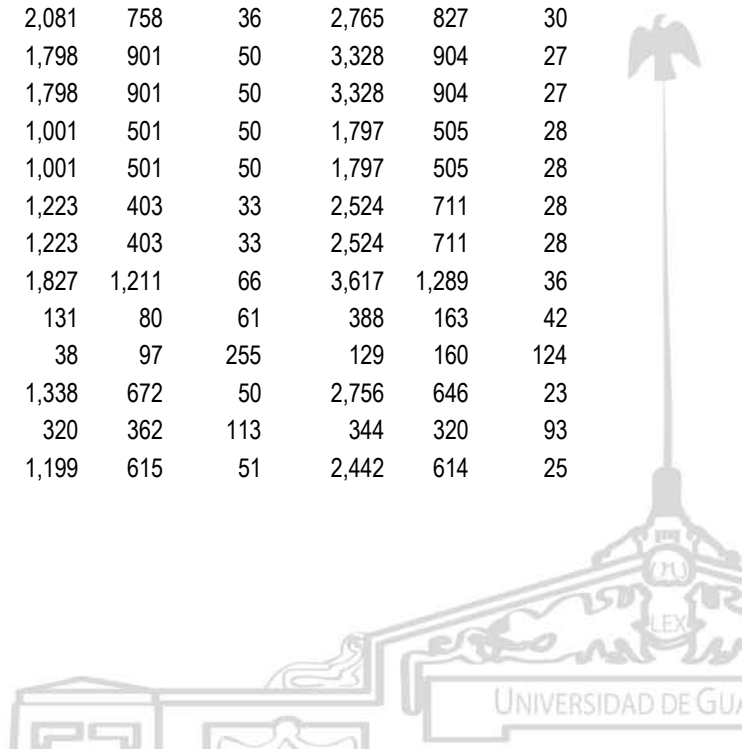 2,081 758 36 2,765 827 30
1,798 901 50 3,328 904 27
1,798 901 50 3,328 904 27
1,001 501 50 1,797 505 28
1,001 501 50 1,797 505 28
1,223 403 33 2,524 711 28
1,223 403 33 2,524 711 28
1,827 1,211 66 3,617 1,289 36
131 80 61 388 163 42
38 97 255 129 160 124
1,338 672 50 2,756 646 23
320 362 113 344 320 93
1,199 615 51 2,442 614 25
LEX
UNIVERSIDAD DE GUA